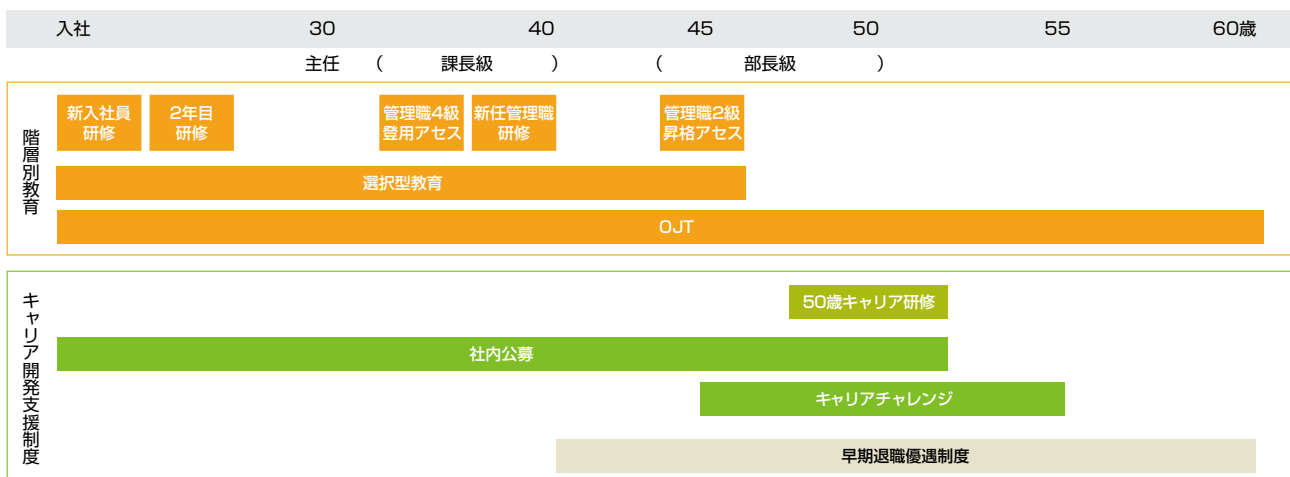 入社 30 40 45 50 55 60歳
主任 ( 課長級 ) ( 部長級 )
階層別教育
新入社員
研修
2年目
研修
管理職4級
登用アセス
新任管理職
研修
管理職2級
昇格アセス
選択型教育
OJT
キャリア開発支援制度
50歳キャリア研修
社内公募
キャリアチャレンジ
早期退職優遇制度